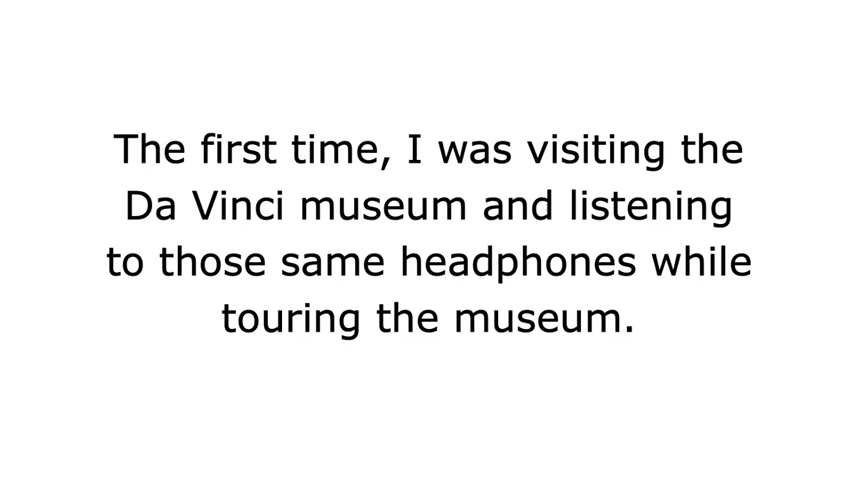 The first time, I was visiting the
Da Vinci museum and listening
to those same headphones while
touring the museum.